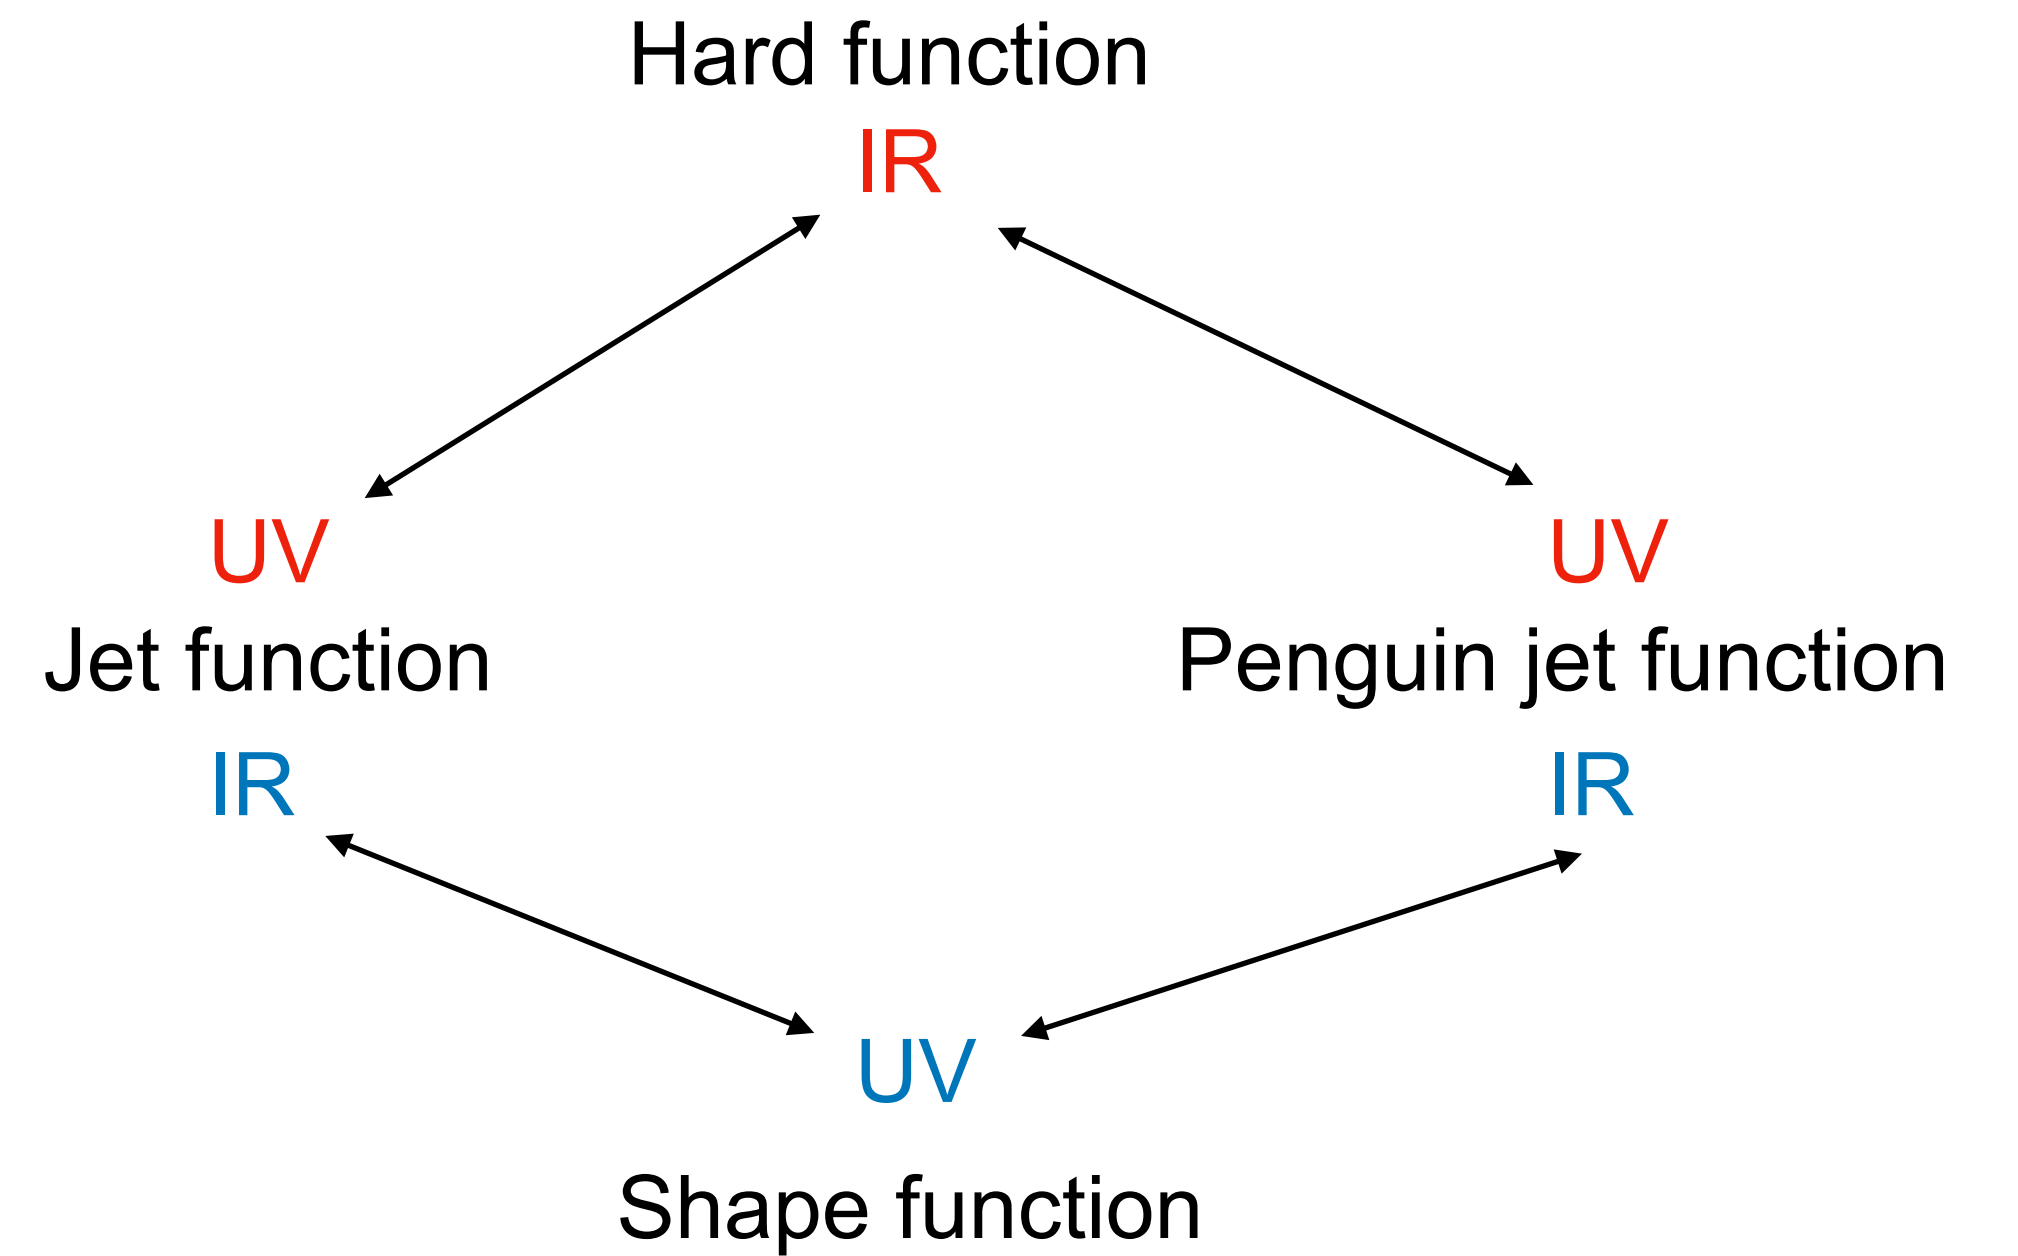 Hard function
IR
UV
UV
Jet function
Penguin jet function
IR
IR
UV
Shape function